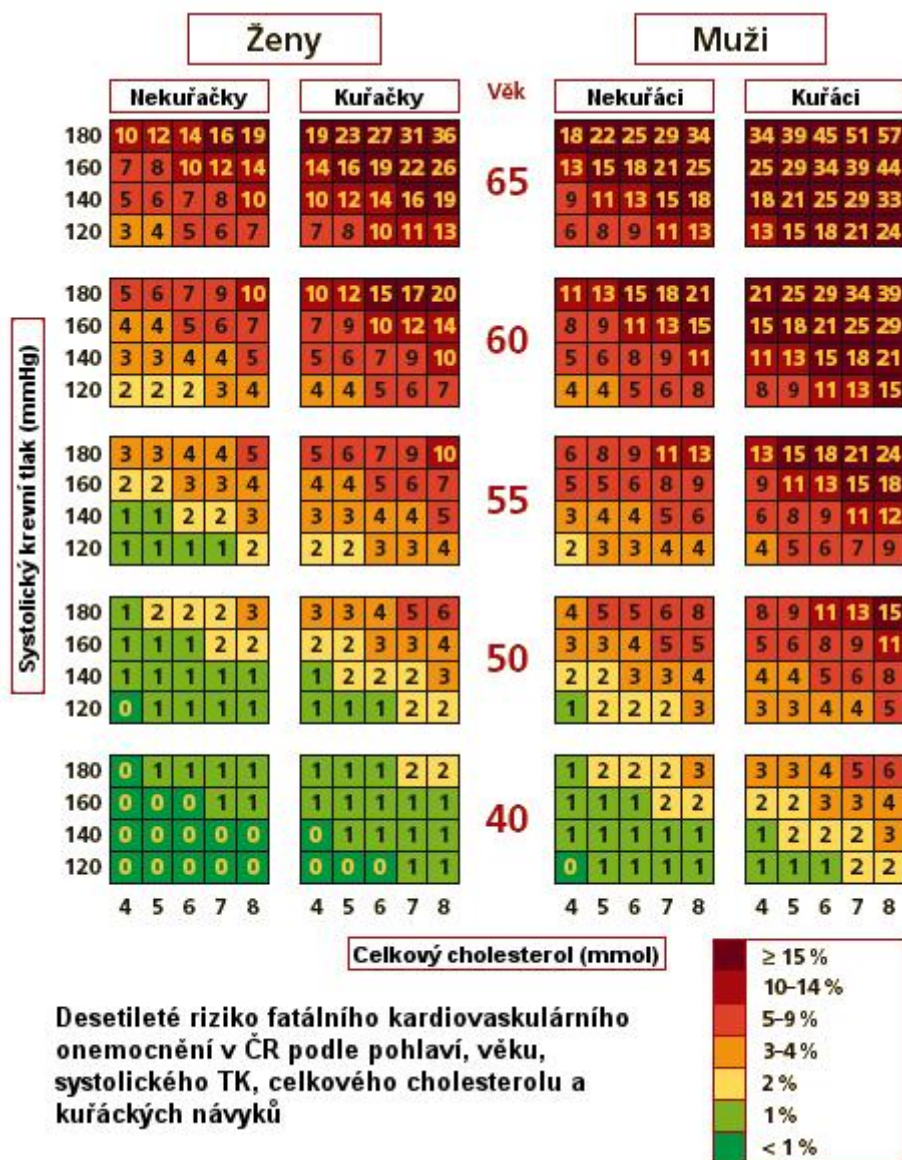 Ženy Muži
Nekuřačky Kuřačky Věk Nekuřáci Kuřáci
180 10 12 14 16 19 19 23 27 31 36 18 22 25 29 34 34 39 45 51 57
160 7 8 10 12 14 14 16 19 22 26 13 15 18 21 25 25 29 34 39 44
65
140 5 6 7 8 10 10 12 14 16 19 9 11 13 15 18 18 21 25 29 33
120 3 4 5 6 7 7 8 10 11 13 6 8 9 11 13 13 15 18 21 24
180 5 6 7 9 10 10 12 15 17 20 11 13 15 18 21 21 25 29 34 39
160 4 4 5 6 7 7 9 10 12 14 8 9 11 13 15 15 18 21 25 29
60
140 3 3 4 4 5 5 6 7 9 10 5 6 8 9 11 11 13 15 18 21
120 2 2 2 3 4 4 4 5 6 7 4 4 5 6 8 8 9 11 13 15
Systolický krevní tlak (mmHg)
180 3 3 4 4 5 5 6 7 9 10 6 8 9 11 13 13 15 18 21 24
160 2 2 3 3 4 4 4 5 6 7 5 5 6 8 9 9 11 13 15 18
55
140 1 1 2 2 3 3 3 4 4 5 3 4 4 5 6 6 8 9 11 12
120 1 1 1 1 2 2 2 3 3 4 2 3 3 4 4 4 5 6 7 9
180 1 2 2 2 3 3 3 4 5 6 4 5 5 6 8 8 9 11 13 15
160 1 1 1 2 2 2 2 3 3 4 3 3 4 5 5 5 6 8 9 11
50
140 1 1 1 1 1 1 2 2 2 3 2 2 3 3 4 4 4 5 6 8
120 0 1 1 1 1 1 1 1 2 2 1 2 2 2 3 3 3 4 4 5
180 0 1 1 1 1 1 1 1 2 2 1 2 2 2 3 3 3 4 5 6
160 0 0 0 1 1 1 1 1 1 1 1 1 1 2 2 2 2 3 3 4
40
140 0 0 0 0 0 0 1 1 1 1 1 1 1 1 1 1 2 2 2 3
120 0 0 0 0 0 0 0 0 1 1 0 1 1 1 1 1 1 1 2 2
4 5 6 7 8 4 5 6 7 8 4 5 6 7 8 4 5 6 7 8
Celkový cholesterol (mmol)
≥ 15 %
10–14 %
5–9 %
3–4 %
2 %
1 %
< 1 %
Desetileté riziko fatálního kardiovaskulárního
onemocnění v ČR podle pohlaví, věku,
systolického TK, celkového cholesterolu a
kuřáckých návyků